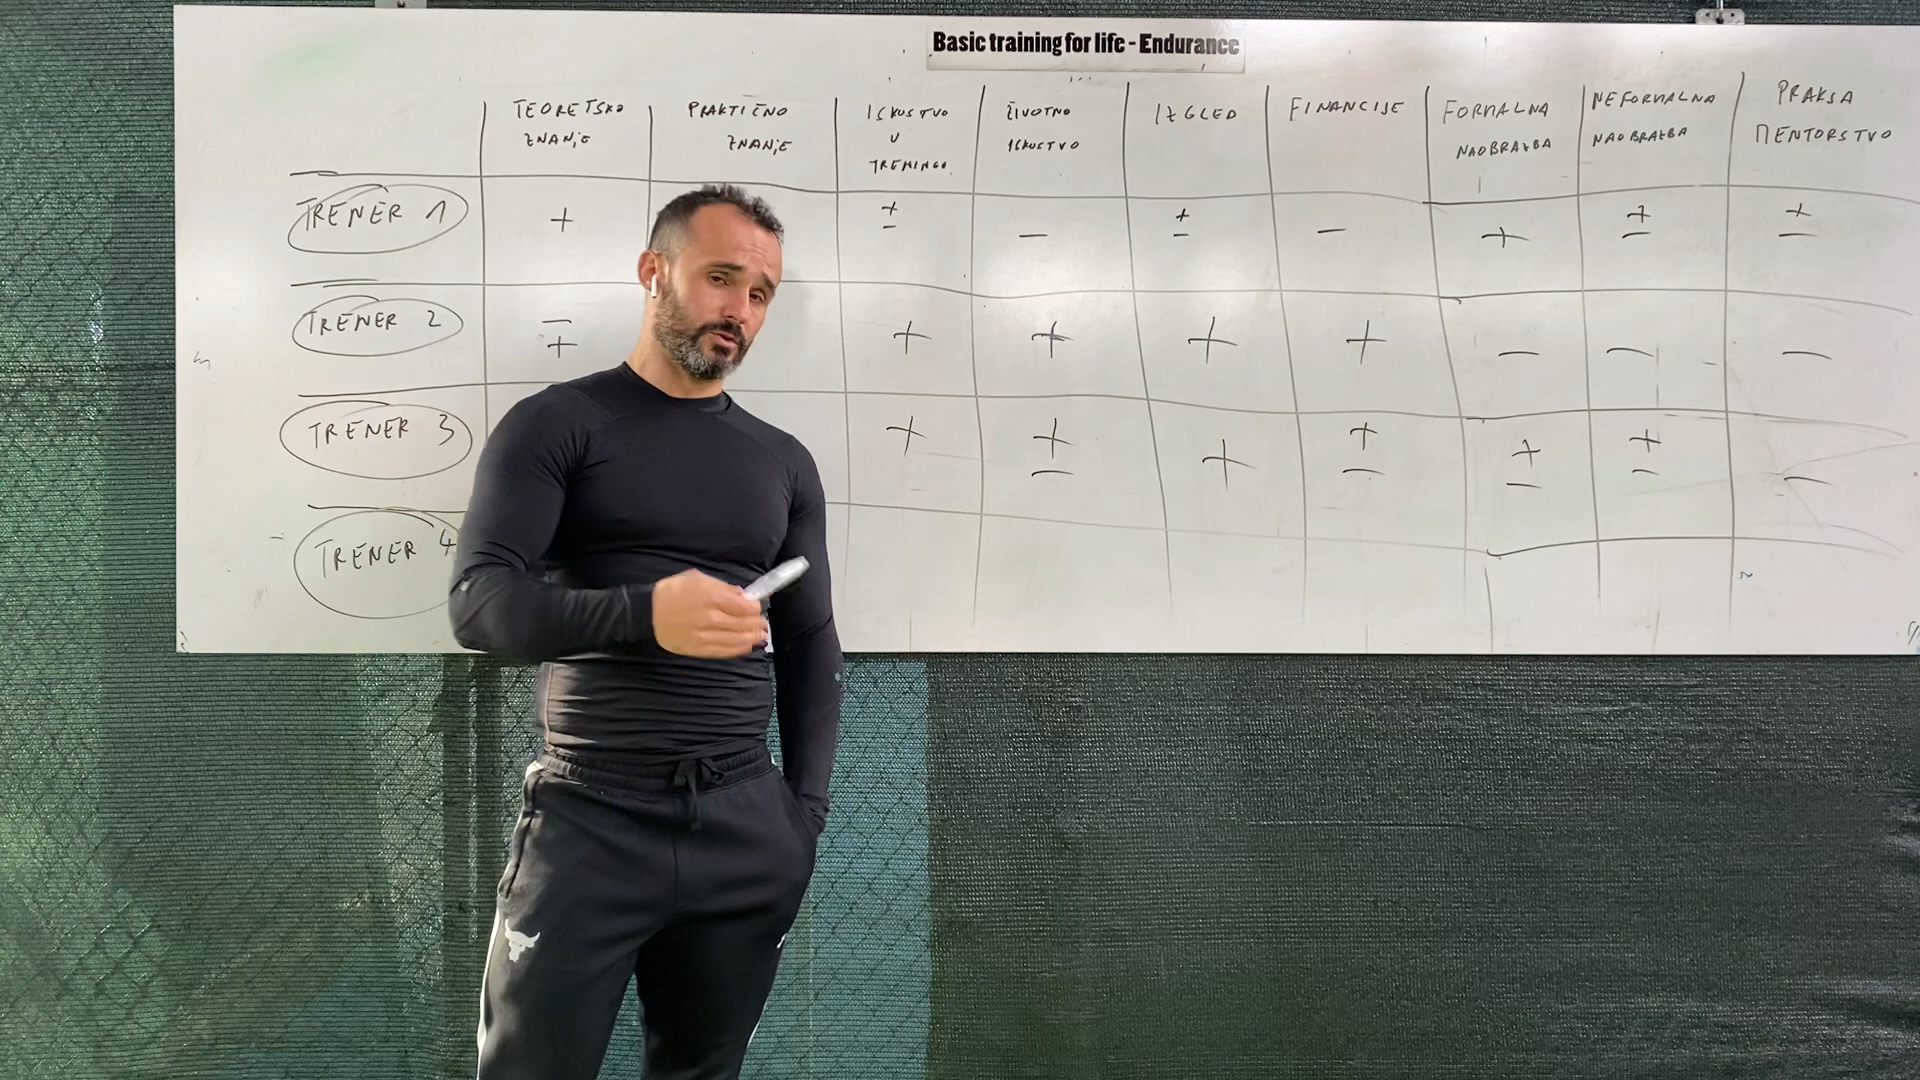 Basic training for life - Endurance
TEORETSKO ZNANJE
PRAKTIČNO ZNANJE
ISKUSTVO U TRENINGU
ŽIVOTNO ISKUSTVO
IZGLED
FINANCIJE
FORMALNA NAOBRAZBA
NEFORMALNA NAOBRAZBA
PRAKSA MENTORSTVO
TRENER 1 + ± - ± - + ± ±
TRENER 2 ∓ + + + + - - -
TRENER 3 + ± + ± ± ± -
TRENER 4